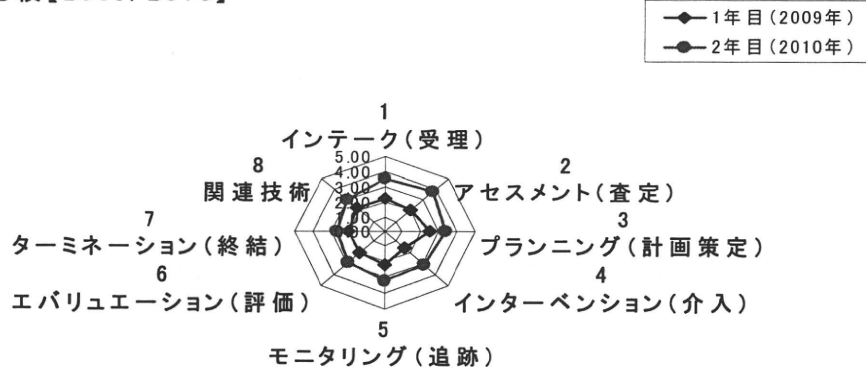 1年目(2009年)
2年目(2010年)
1
インテーク(受理)
5.00
4.00
3.00
2.00
8
関連技術
2
アセスメント(査定)
7
ターミネーション(終結)
3
プランニング(計画策定)
6
エバリュエーション(評価)
4
インターベンション(介入)
5
モニタリング(追跡)